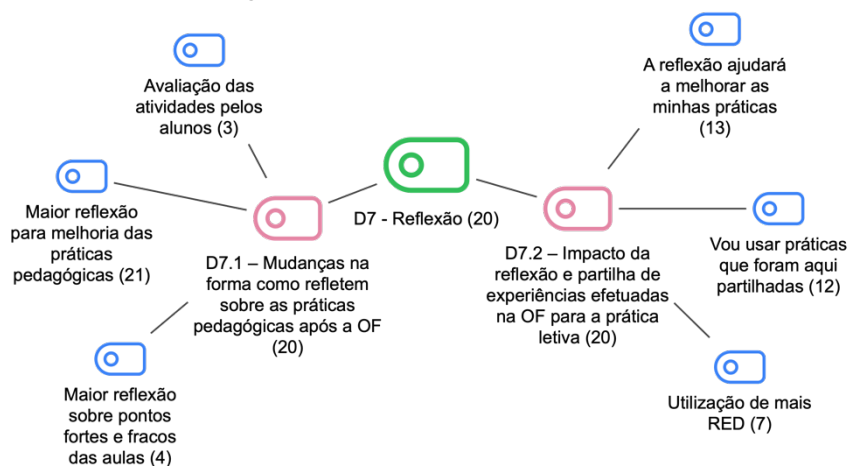 Avaliação das
atividades pelos
alunos (3)
A reflexão ajudará
a melhorar as
minhas práticas
(13)
Maior reflexão
para melhoria das
práticas
pedagógicas (21)
D7 - Reflexão (20)
D7.1 – Mudanças na
forma como refletem
sobre as práticas
pedagógicas após a OF
(20)
D7.2 – Impacto da
reflexão e partilha de
experiências efetuadas
na OF para a prática
letiva (20)
Vou usar práticas
que foram aqui
partilhadas (12)
Maior reflexão
sobre pontos
fortes e fracos
das aulas (4)
Utilização de mais
RED (7)